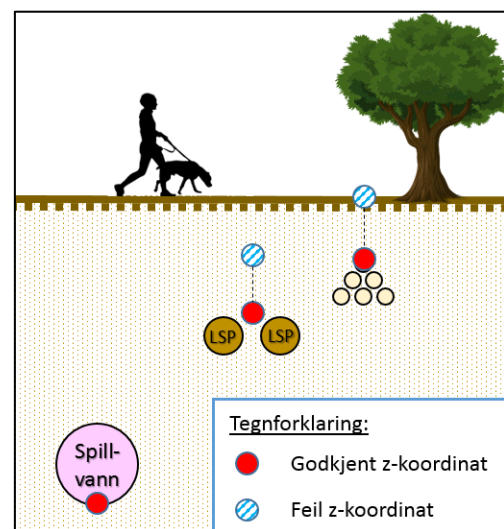 LSP LSP
Spill-
vann
Tegnforklaring:
Godkjent z-koordinat
Feil z-koordinat